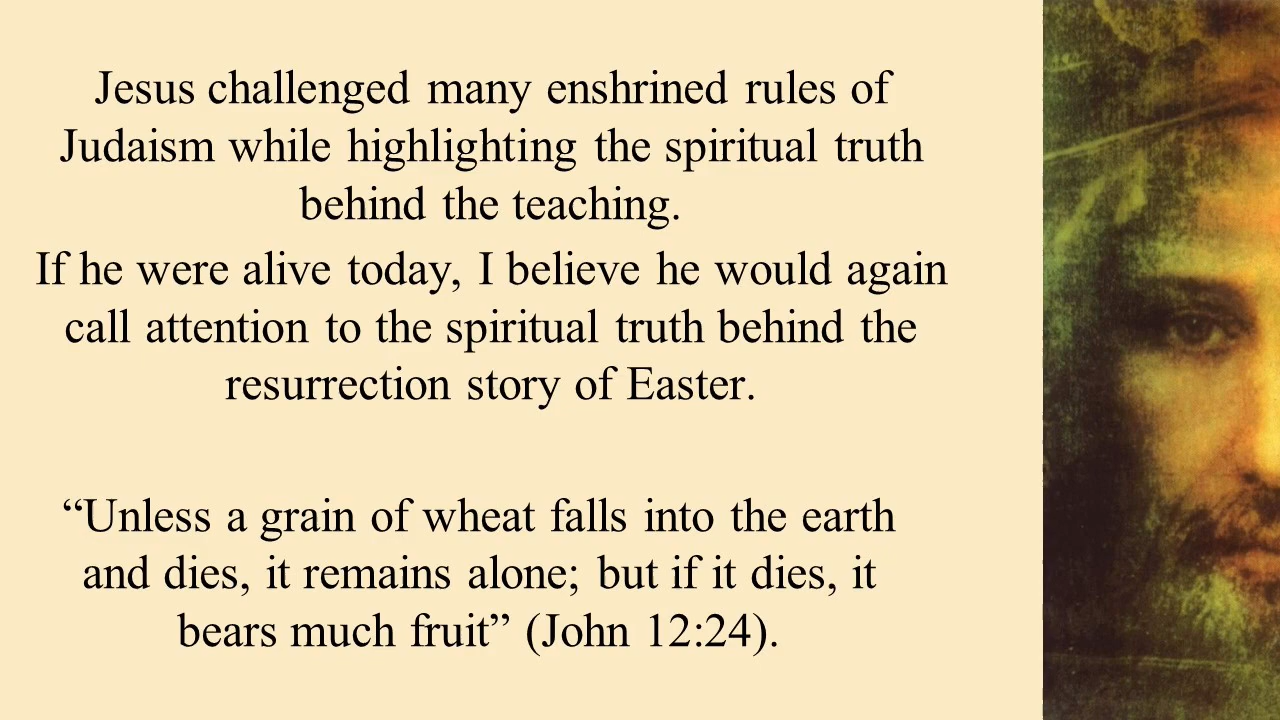 Jesus challenged many enshrined rules of
Judaism while highlighting the spiritual truth
behind the teaching.
If he were alive today, I believe he would again
call attention to the spiritual truth behind the
resurrection story of Easter.
“Unless a grain of wheat falls into the earth
and dies, it remains alone; but if it dies, it
bears much fruit” (John 12:24).